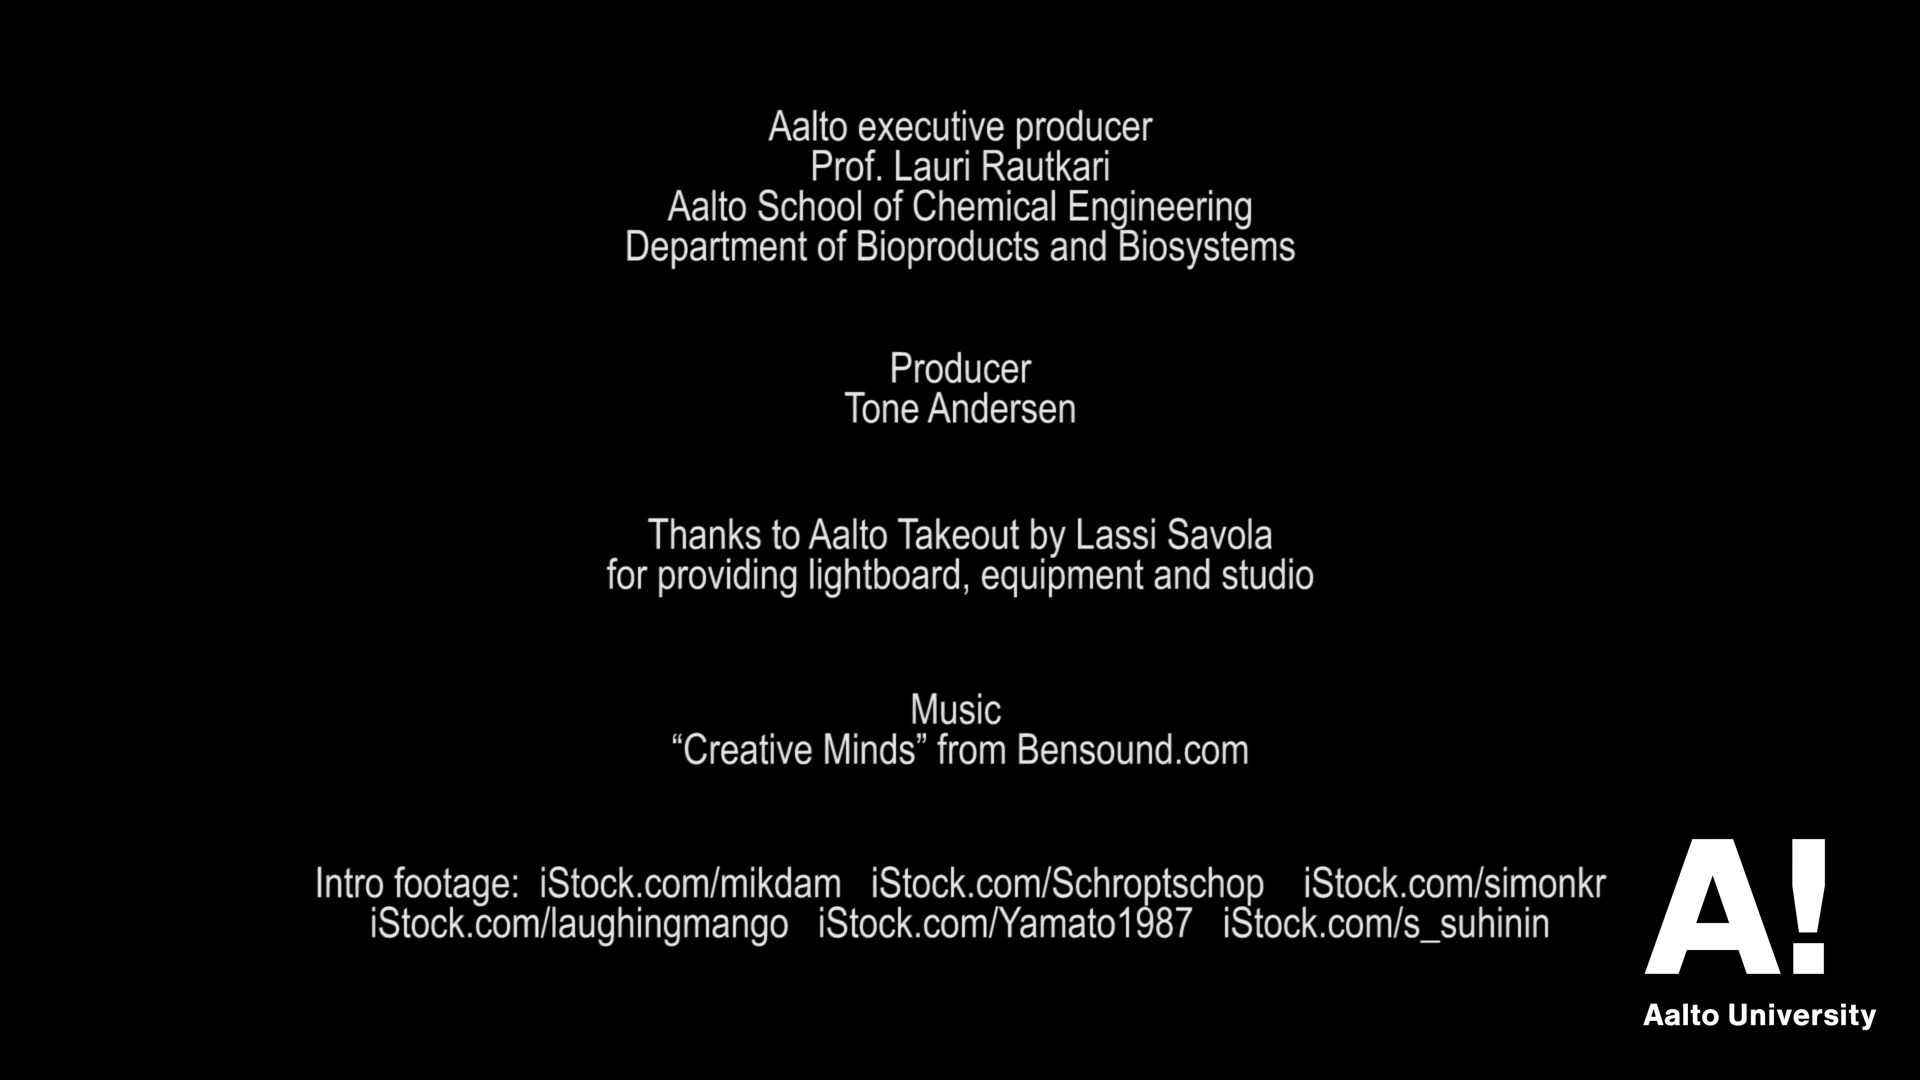 Aalto executive producer
Prof. Lauri Rautkari
Aalto School of Chemical Engineering
Department of Bioproducts and Biosystems
Producer
Tone Andersen
Thanks to Aalto Takeout by Lassi Savola
for providing lightboard, equipment and studio
Music
“Creative Minds” from Bensound.com
Intro footage: iStock.com/mikdam iStock.com/Schroptschop iStock.com/simonkr
iStock.com/laughingmango iStock.com/Yamato1987 iStock.com/s_suhinin
A!
Aalto University